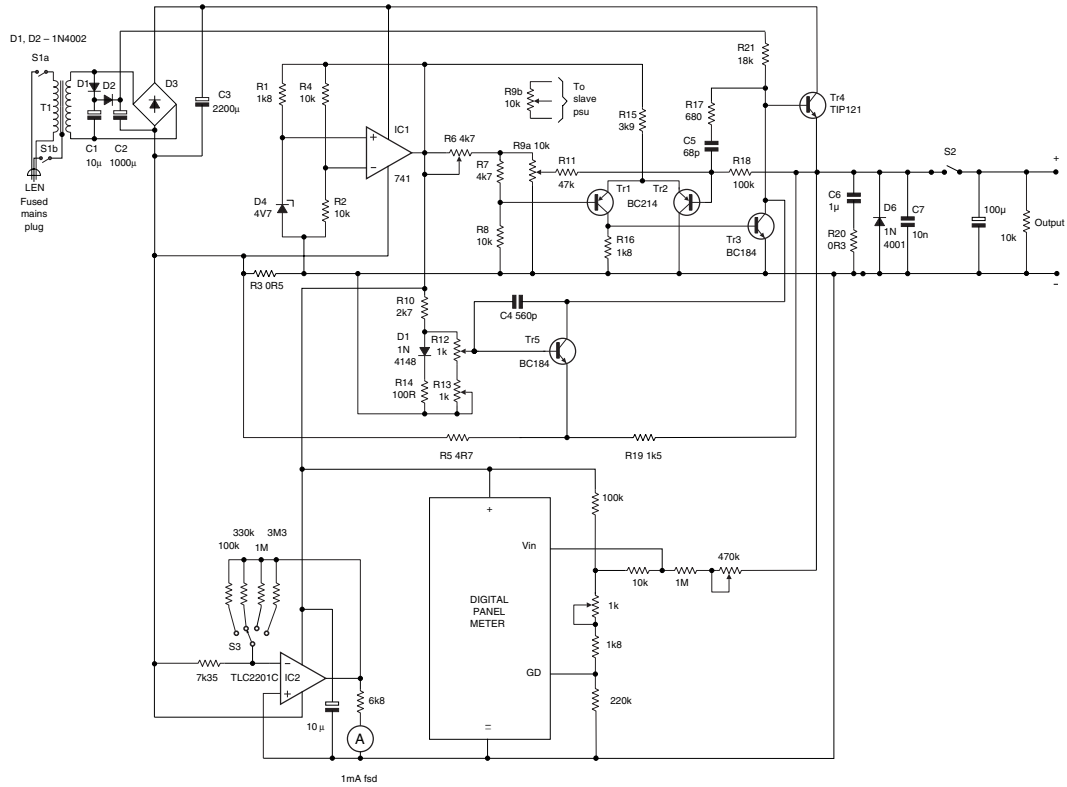 D1, D2 – 1N4002
S1a
D1
D2
D3
T1
S1b
C1
10µ
C2
1000µ
LEN
Fused
mains
plug
C3
2200µ
R1
1k8
R4
10k
D4
4V7
R2
10k
+
−
IC1
741
R3 0R5
R6 4k7
R7
4k7
R8
10k
R9a 10k
R9b
10k
To
slave
psu
R11
47k
R15
3k9
Tr1
Tr2
BC214
R16
1k8
R17
680
C5
68p
R18
100k
R21
18k
Tr4
TIP121
Tr3
BC184
S2
+
C6
1µ
R20
0R3
D6
1N
4001
C7
10n
100µ
10k
Output
-
R10
2k7
D1
1N
4148
R14
100R
R12
1k
R13
1k
C4 560p
Tr5
BC184
R5 4R7
R19 1k5
330k
3M3
100k
1M
S3
7k35
TLC2201C
−
+
IC2
10 µ
6k8
A
1mA fsd
+
Vin
DIGITAL
PANEL
METER
GD
=
100k
10k
1M
470k
1k
1k8
220k